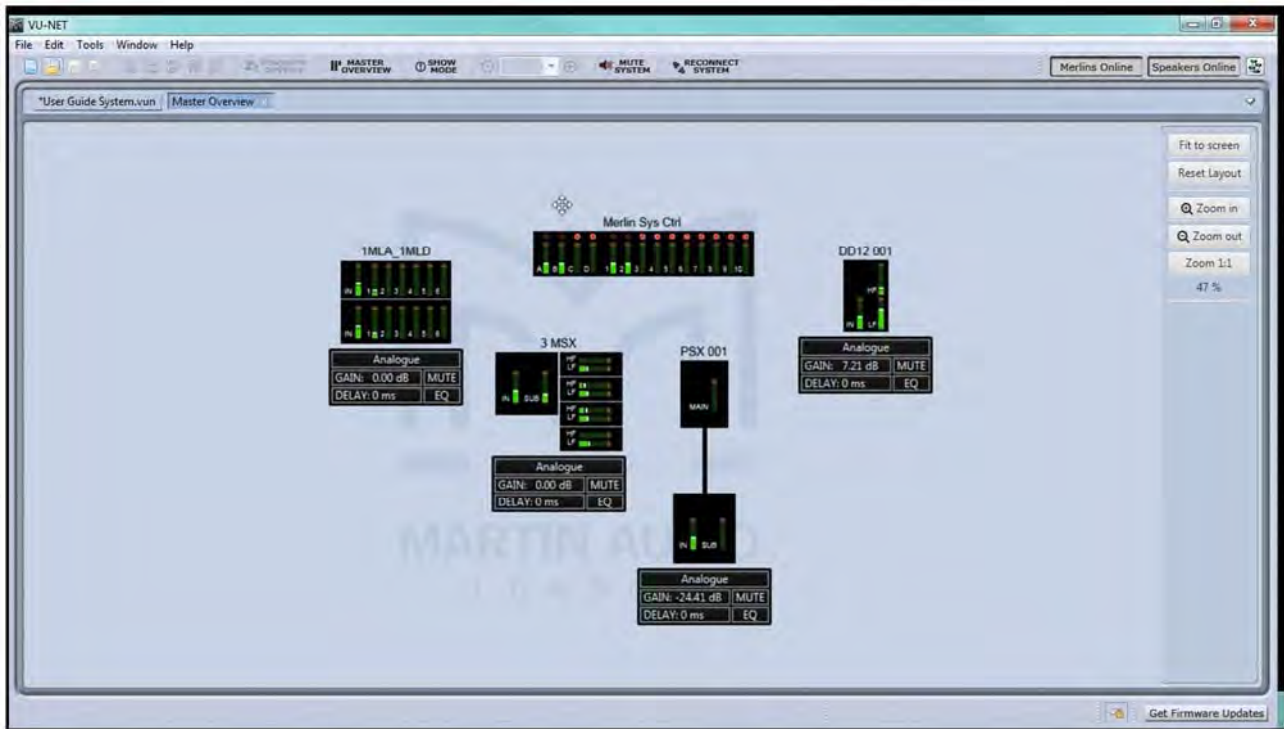 VU-NET
File Edit Tools Window Help
MASTER OVERVIEW SHOW MODE MUTE SYSTEM RECONNECT SYSTEM Merlins Online Speakers Online
*User Guide System.vun Master Overview
Fit to screen
Reset Layout
Zoom in
Zoom out
Zoom 1:1
47 %
Merlin Sys Ctrl
A B C D 1 2 3 4 5 6 7 8 9 10
1MLA_1MLD
IN 1 2 3 4 5 6
IN 1 2 3 4 5 6
Analogue
GAIN: 0.00 dB MUTE
DELAY: 0 ms EQ
3 MSX
IN SUB
HF
LF
HF
LF
HF
LF
HF
LF
Analogue
GAIN: 0.00 dB MUTE
DELAY: 0 ms EQ
PSX 001
MAIN
IN SUB
Analogue
GAIN: -24.41 dB MUTE
DELAY: 0 ms EQ
DD12 001
HF
IN LF
Analogue
GAIN: 7.21 dB MUTE
DELAY: 0 ms EQ
MARTIN AUDIO
Get Firmware Updates